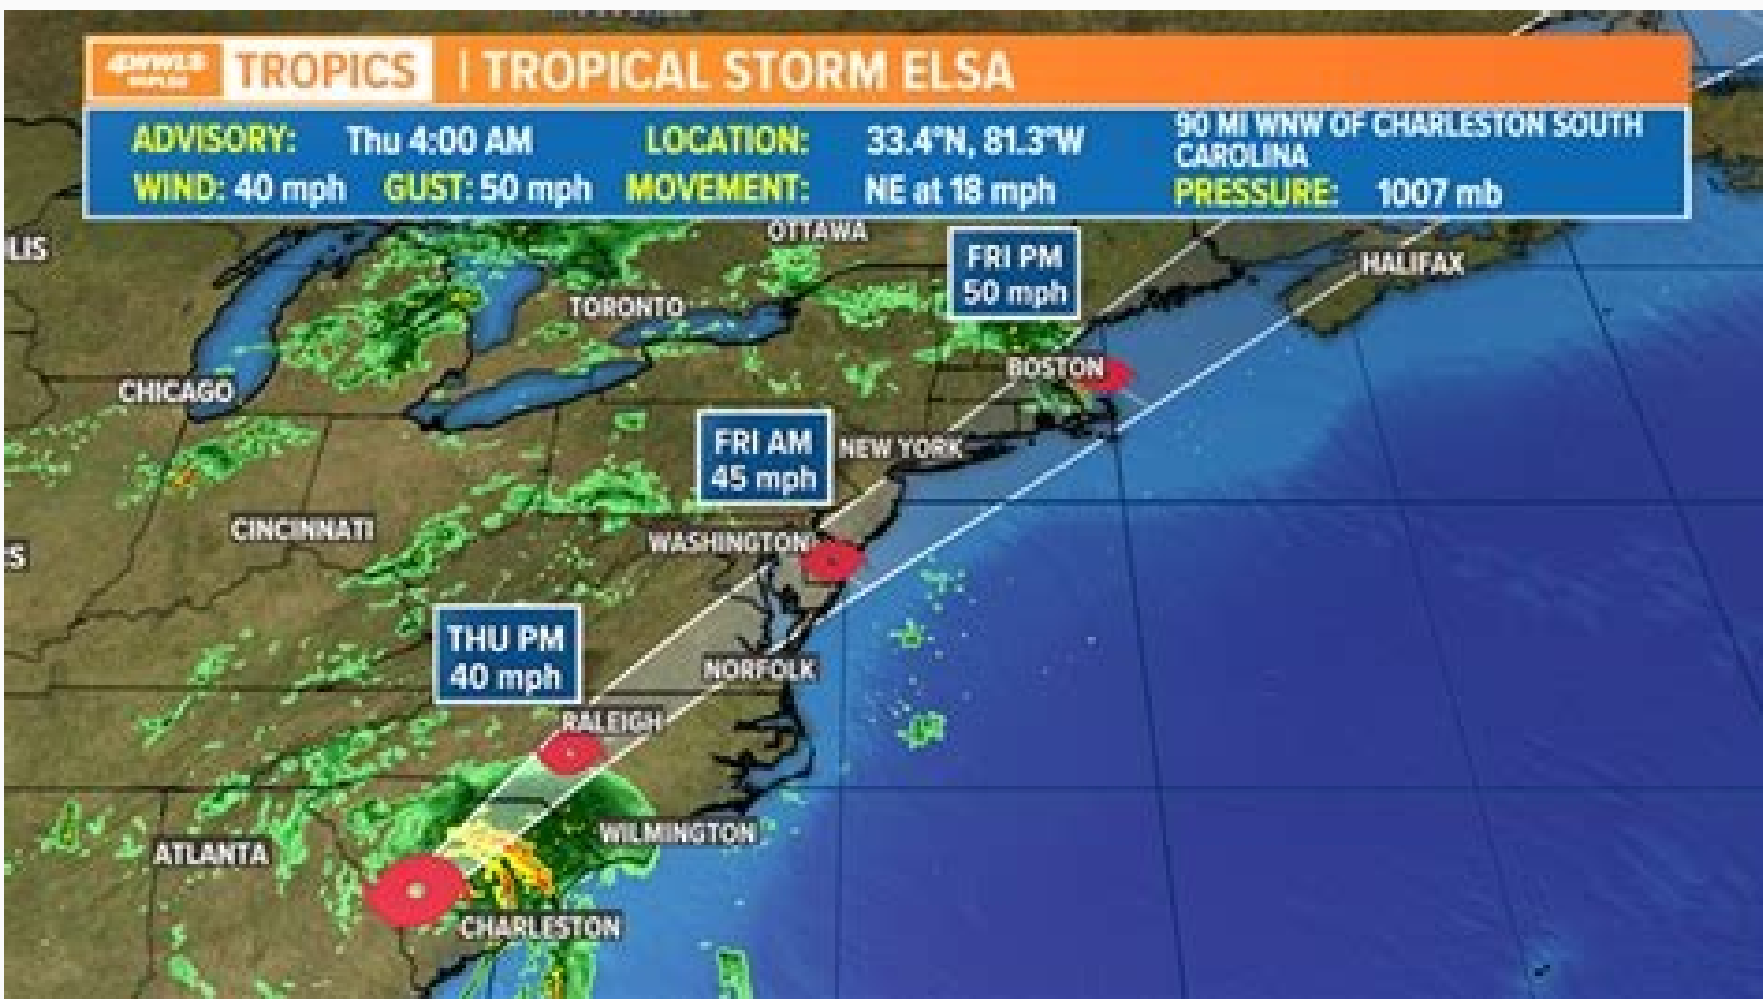 4WWLS
TROPICS | TROPICAL STORM ELSA
ADVISORY: Thu 4:00 AM LOCATION: 33.4°N, 81.3°W 90 MI WNW OF CHARLESTON SOUTH
CAROLINA
WIND: 40 mph GUST: 50 mph MOVEMENT: NE at 18 mph PRESSURE: 1007 mb
OTTAWA
LIS
FRI PM
50 mph
HALIFAX
TORONTO
BOSTON
CHICAGO
FRI AM
45 mph
NEW YORK
CINCINNATI
WASHINGTON
S
THU PM
40 mph
NORFOLK
RALEIGH
WILMINGTON
ATLANTA
CHARLESTON